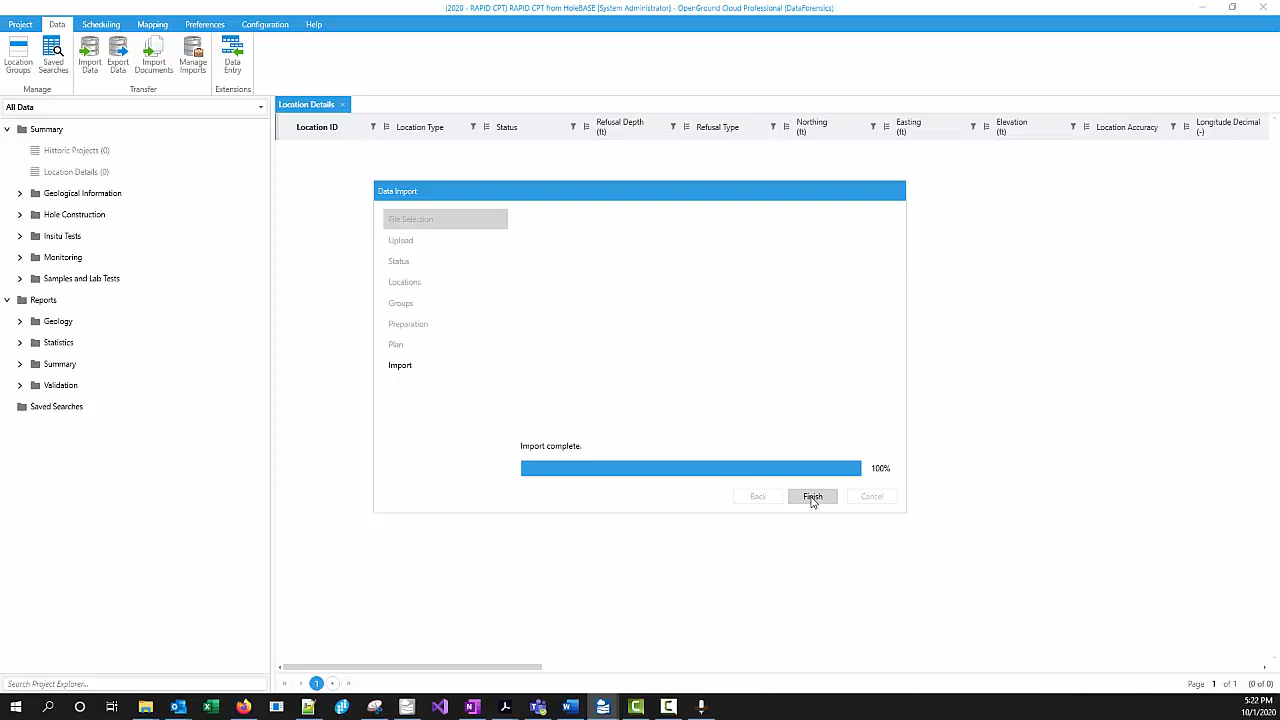 (2020 - RAPID CPT) RAPID CPT from HoleBASE [System Administrator] - OpenGround Cloud Professional (DataForensics)
Project Data Scheduling Mapping Preferences Configuration Help
Location Groups
Saved Searches
Import Data
Export Data
Import Documents
Manage Imports
Data Entry
Manage Transfer Extensions
All Data
Location Details
Summary
Historic Projects (0)
Location Details (0)
Geological Information
Hole Construction
Insitu Tests
Monitoring
Samples and Lab Tests
Reports
Geology
Statistics
Summary
Validation
Saved Searches
Location ID
Location Type
Status
Refusal Depth (ft)
Refusal Type
Northing (ft)
Easting (ft)
Elevation (ft)
Location Accuracy
Longitude Decimal (-)
Data Import
File Selection
Upload
Status
Locations
Groups
Preparation
Plan
Import
Import complete.
100%
Back Finish Cancel
Search Project Explorer...
1
Page 1 of 1 (0 of 0)
5:22 PM
10/1/2020